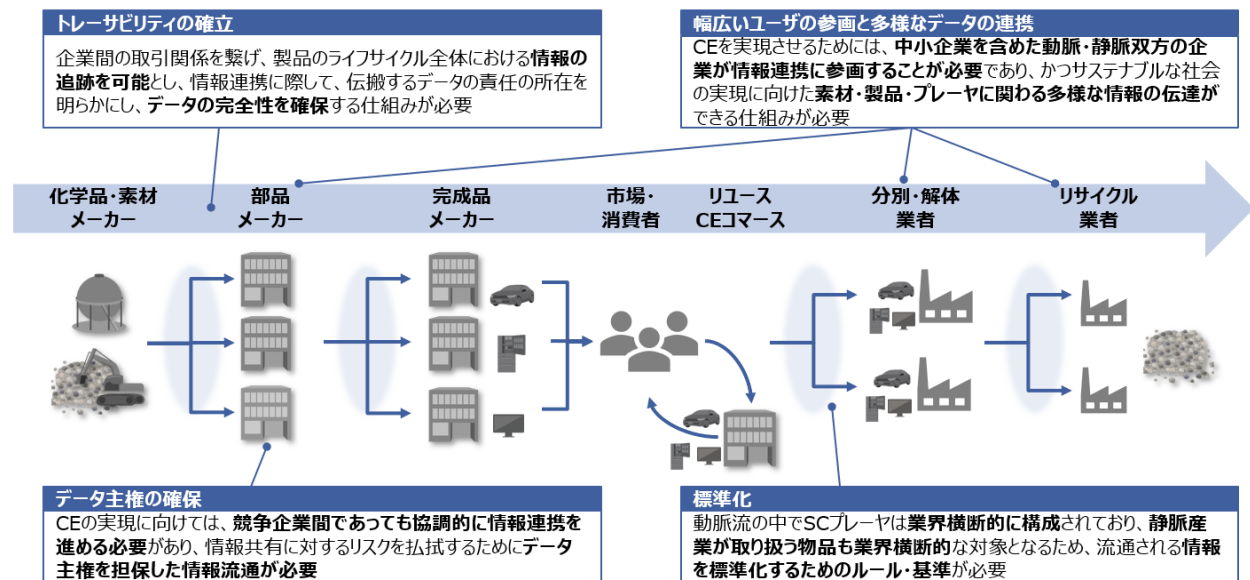 トレーサビリティの確立
企業間の取引関係を繋げ、製品のライフサイクル全体における情報の
追跡を可能とし、情報連携に際して、伝搬するデータの責任の所在を
明らかにし、データの完全性を確保する仕組みが必要
幅広いユーザの参画と多様なデータの連携
CEを実現させるためには、中小企業を含めた動脈・静脈双方の企
業が情報連携に参画することが必要であり、かつサステナブルな社会
の実現に向けた素材・製品・プレーヤに関わる多様な情報の伝達が
できる仕組みが必要
化学品・素材
メーカー
部品
メーカー
完成品
メーカー
市場・
消費者
リユース
CEコマース
分別・解体
業者
リサイクル
業者
データ主権の確保
CEの実現に向けては、競争企業間であっても協調的に情報連携を
進める必要があり、情報共有に対するリスクを払拭するためにデータ
主権を担保した情報流通が必要
標準化
動脈流の中でSCプレーヤは業界横断的に構成されており、静脈産
業が取り扱う物品も業界横断的な対象となるため、流通される情報
を標準化するためのルール・基準が必要